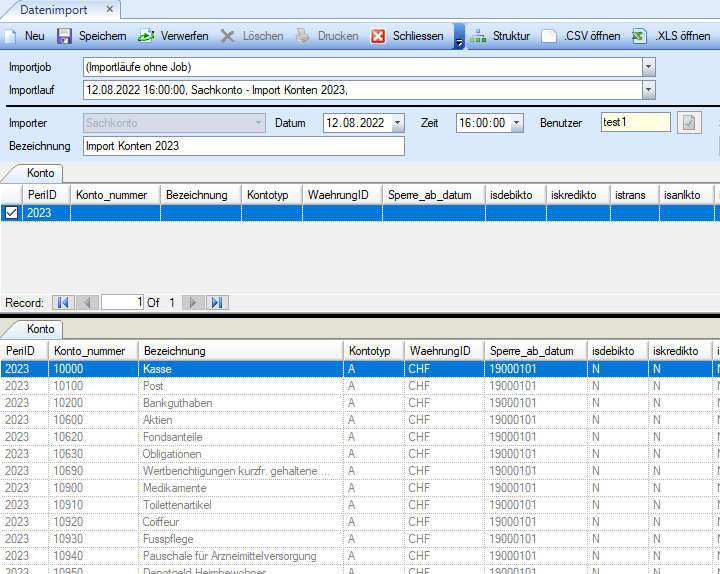 Datenimport ×
Neu Speichern Verwerfen Löschen Drucken Schliessen Struktur .CSV öffnen .XLS öffnen
Importjob (Importläufe ohne Job)
Importlauf 12.08.2022 16:00:00, Sachkonto - Import Konten 2023,
Importer Sachkonto Datum 12.08.2022 Zeit 16:00:00 Benutzer test1
Bezeichnung Import Konten 2023
Konto
PeriID Konto_nummer Bezeichnung Kontotyp WaehrungID Sperre_ab_datum isdebikto iskredikto istrans isanlkto
2023
Record: 1 Of 1
Konto
PeriID Konto_nummer Bezeichnung Kontotyp WaehrungID Sperre_ab_datum isdebikto iskredikto
2023 10000 Kasse A CHF 19000101 N N
2023 10100 Post A CHF 19000101 N N
2023 10200 Bankguthaben A CHF 19000101 N N
2023 10600 Aktien A CHF 19000101 N N
2023 10620 Fondsanteile A CHF 19000101 N N
2023 10630 Obligationen A CHF 19000101 N N
2023 10690 Wertberichtigungen kurzfr. gehaltene ... A CHF 19000101 N N
2023 10900 Medikamente A CHF 19000101 N N
2023 10910 Toilettenartikel A CHF 19000101 N N
2023 10920 Coiffeur A CHF 19000101 N N
2023 10930 Fusspflege A CHF 19000101 N N
2023 10940 Pauschale für Arzneimittelversorgung A CHF 19000101 N N
2023 10950 Depotgeld Heimbewohner A CHF 19000101 N N